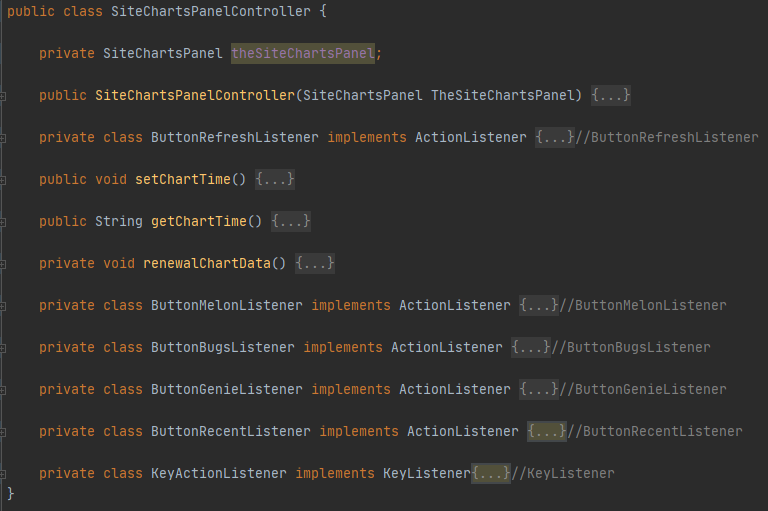 public class SiteChartsPanelController {
private SiteChartsPanel theSiteChartsPanel;
public SiteChartsPanelController(SiteChartsPanel TheSiteChartsPanel) {...}
private class ButtonRefreshListener implements ActionListener {...}//ButtonRefreshListener
public void setChartTime() {...}
public String getChartTime() {...}
private void renewalChartData() {...}
private class ButtonMelonListener implements ActionListener {...}//ButtonMelonListener
private class ButtonBugsListener implements ActionListener {...}//ButtonBugsListener
private class ButtonGenieListener implements ActionListener {...}//ButtonGenieListener
private class ButtonRecentListener implements ActionListener {...}//ButtonRecentListener
private class KeyActionListener implements KeyListener{...}//KeyListener
}